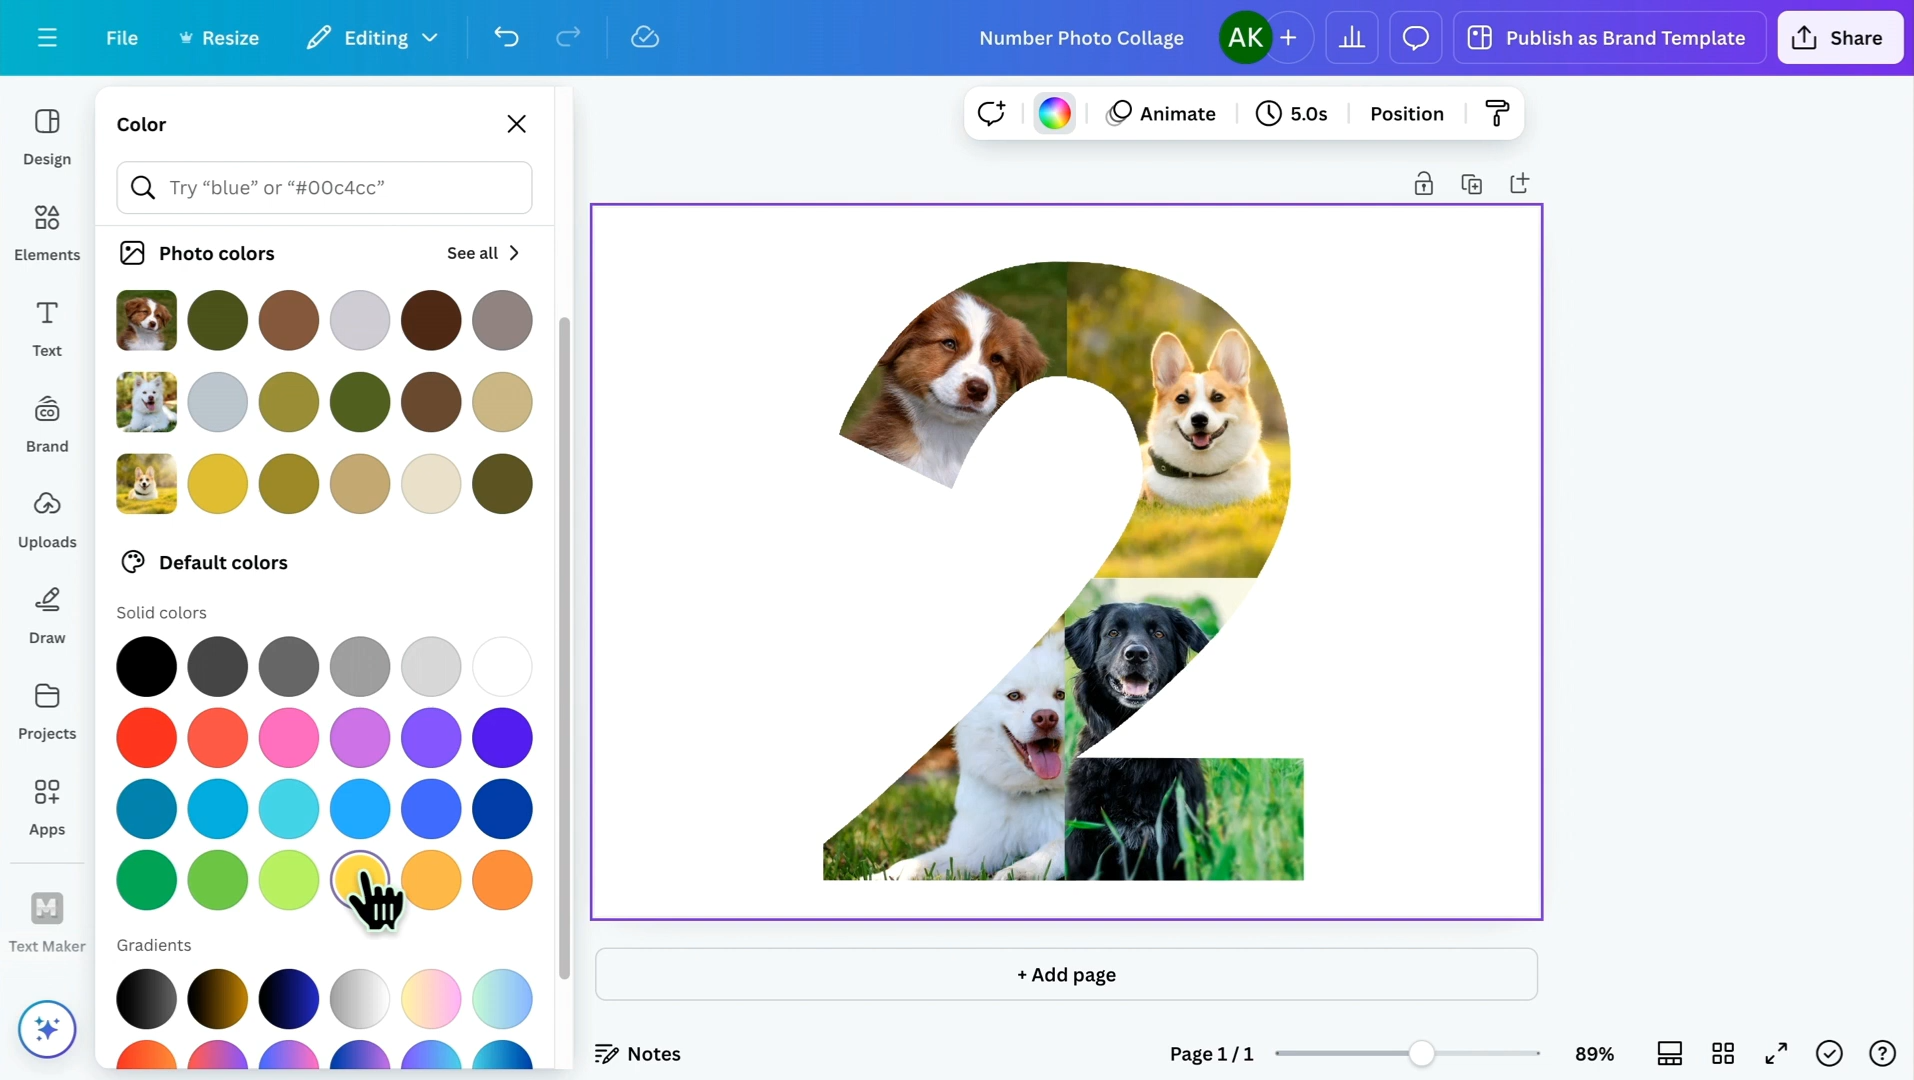 File
Resize
Editing
Number Photo Collage
AK
Publish as Brand Template
Share
Design
Elements
Text
Brand
Uploads
Draw
Projects
Apps
Text Maker
Color
Try “blue” or “#00c4cc”
Photo colors
See all
Default colors
Solid colors
Gradients
Animate
5.0s
Position
2
+ Add page
Notes
Page 1 / 1
89%